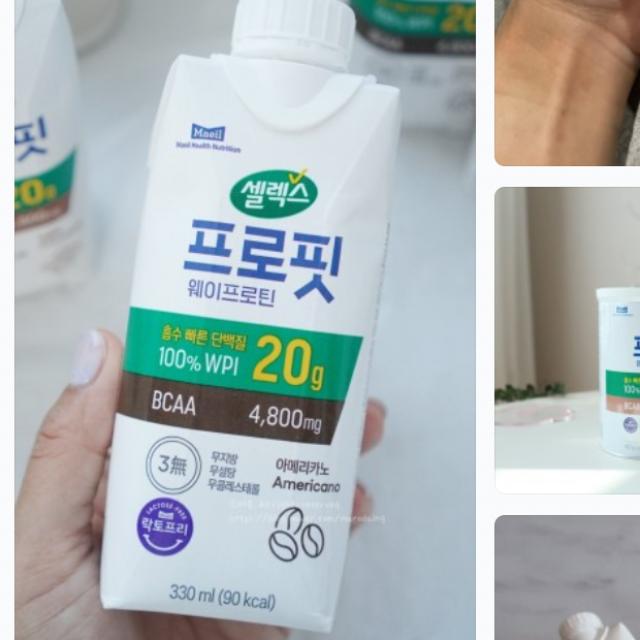 Maeil
Maeil Health Nutrition
셀렉스
프로핏
웨이프로틴
흡수 빠른 단백질
100% WPI 20g
BCAA 4,800mg
3無
무지방
무설탕
무콜레스테롤
아메리카노
Americano
LACTOSE FREE
락토프리
330 ml (90 kcal)
핏
20g
BCAA